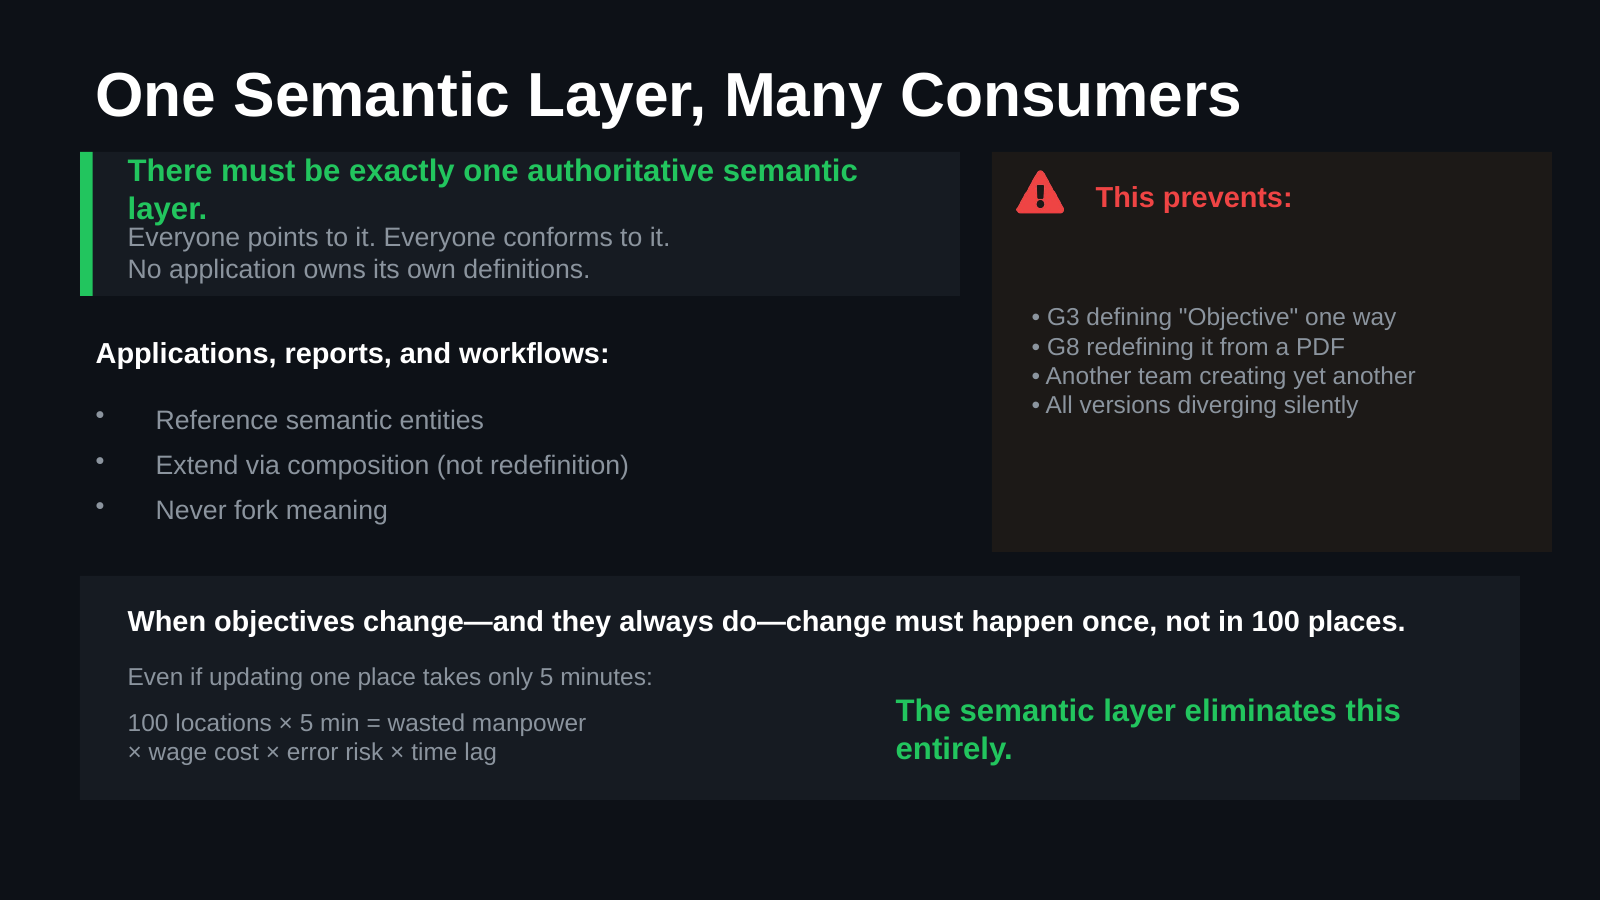 One Semantic Layer, Many Consumers
There must be exactly one authoritative semantic
layer.
Everyone points to it. Everyone conforms to it.
No application owns its own definitions.
Applications, reports, and workflows:
• Reference semantic entities
• Extend via composition (not redefinition)
• Never fork meaning
This prevents:
• G3 defining "Objective" one way
• G8 redefining it from a PDF
• Another team creating yet another
• All versions diverging silently
When objectives change—and they always do—change must happen once, not in 100 places.
Even if updating one place takes only 5 minutes:
100 locations × 5 min = wasted manpower
× wage cost × error risk × time lag
The semantic layer eliminates this
entirely.